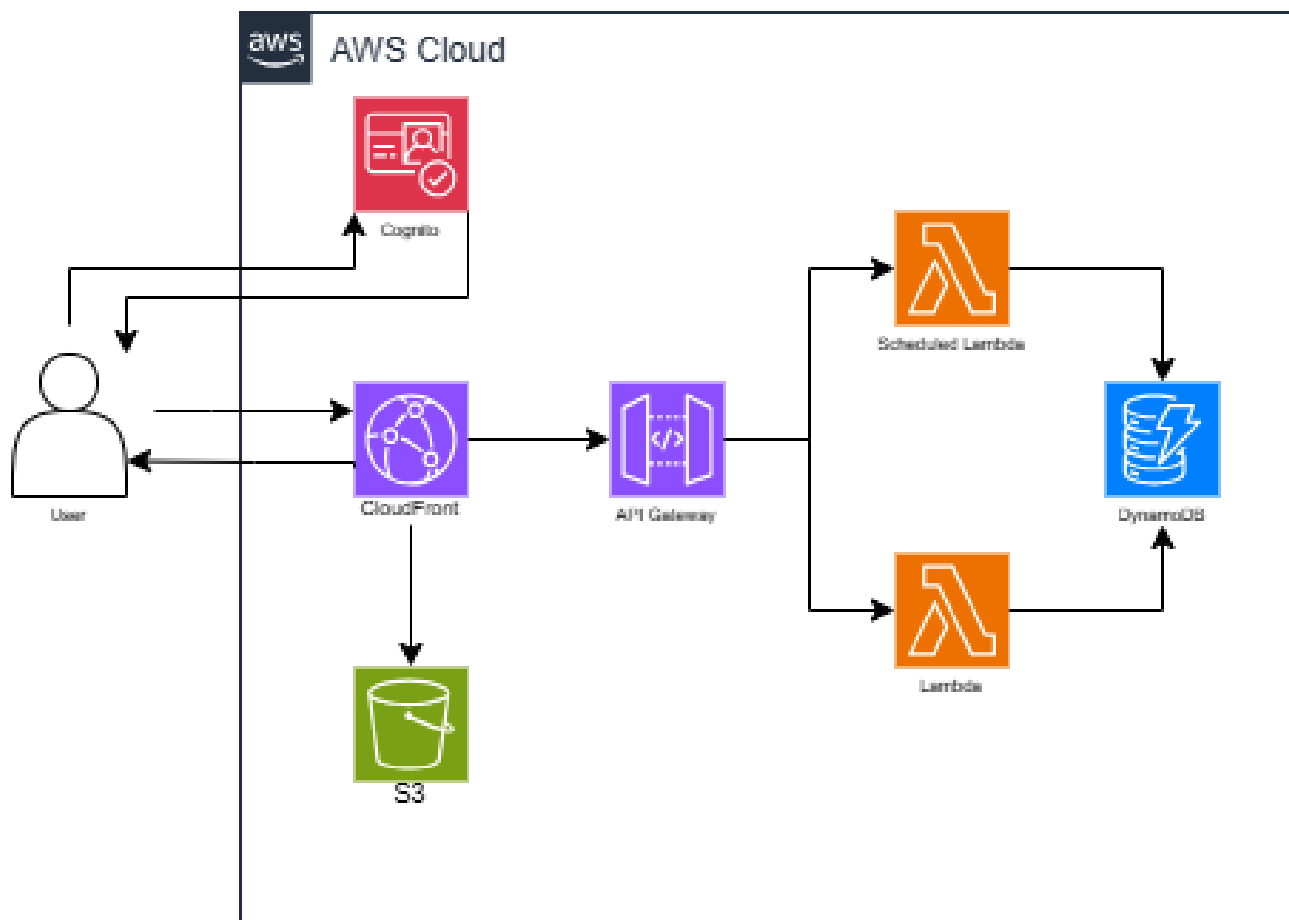 aws
AWS Cloud
Cognito
Scheduled Lambda
User
CloudFront
</>
API Gateway
DynamoDB
Lambda
S3